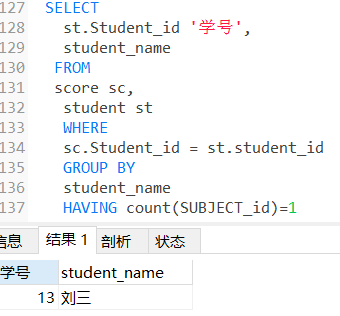 127 SELECT
128 st.Student_id '学号',
129 student_name
130 FROM
131 score sc,
132 student st
133 WHERE
134 sc.Student_id = st.student_id
135 GROUP BY
136 student_name
137 HAVING count(SUBJECT_id)=1
信息 结果 1 剖析 状态
学号 student_name
13 刘三